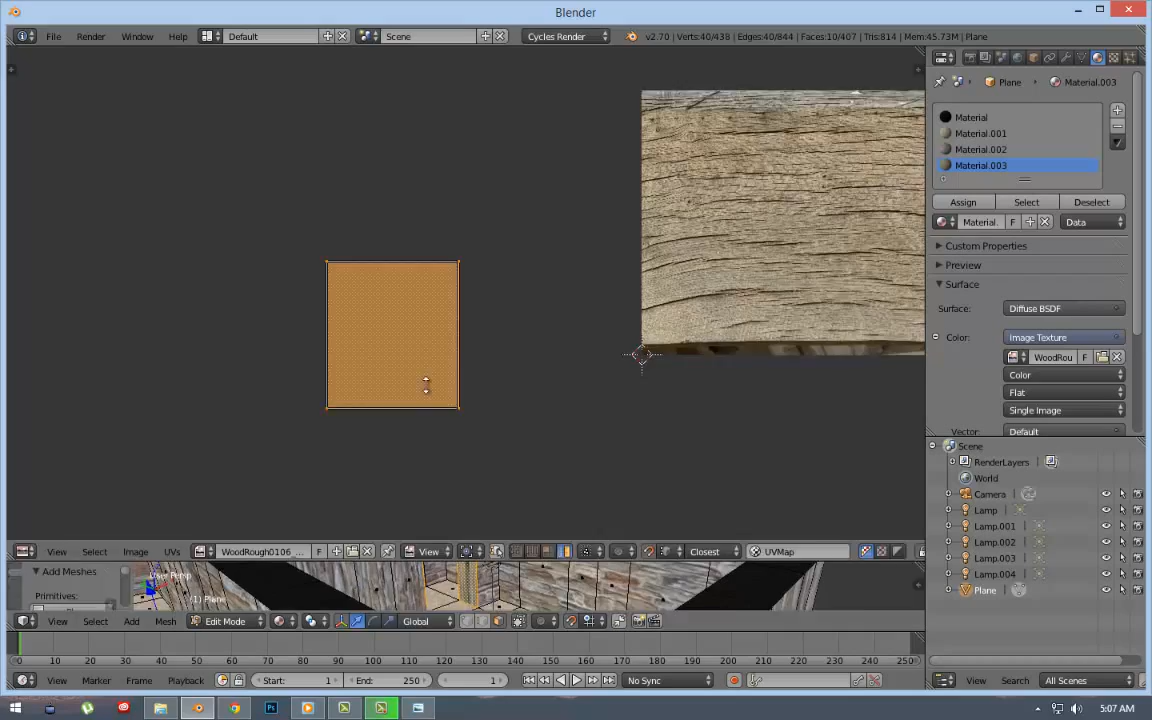 Blender
File Render Window Help Default Scene Cycles Render v2.70 | Verts:40/438 | Edges:40/844 | Faces:10/407 | Tris:814 | Mem:45.73M | Plane
Plane Material.003
Material
Material.001
Material.002
Material.003
Assign Select Deselect
Material. F Data
Custom Properties
Preview
Surface
Surface: Diffuse BSDF
Color: Image Texture
WoodRou F
Color
Flat
Single Image
Vector: Default
Scene
RenderLayers
World
Camera
Lamp
Lamp.001
Lamp.002
Lamp.003
Lamp.004
Plane
View Select Image UVs WoodRough0106_... F View Closest UVMap
Add Meshes
Primitives:
User Persp
(1) Plane
View Select Add Mesh Edit Mode Global
0 10 20 30 40 50 60 70 80 90 100 110 120 130 140 150 160 170 180 190 200 210 220 230 240 250
View Marker Frame Playback Start: 1 End: 250 1 No Sync
View Search All Scenes
5:07 AM